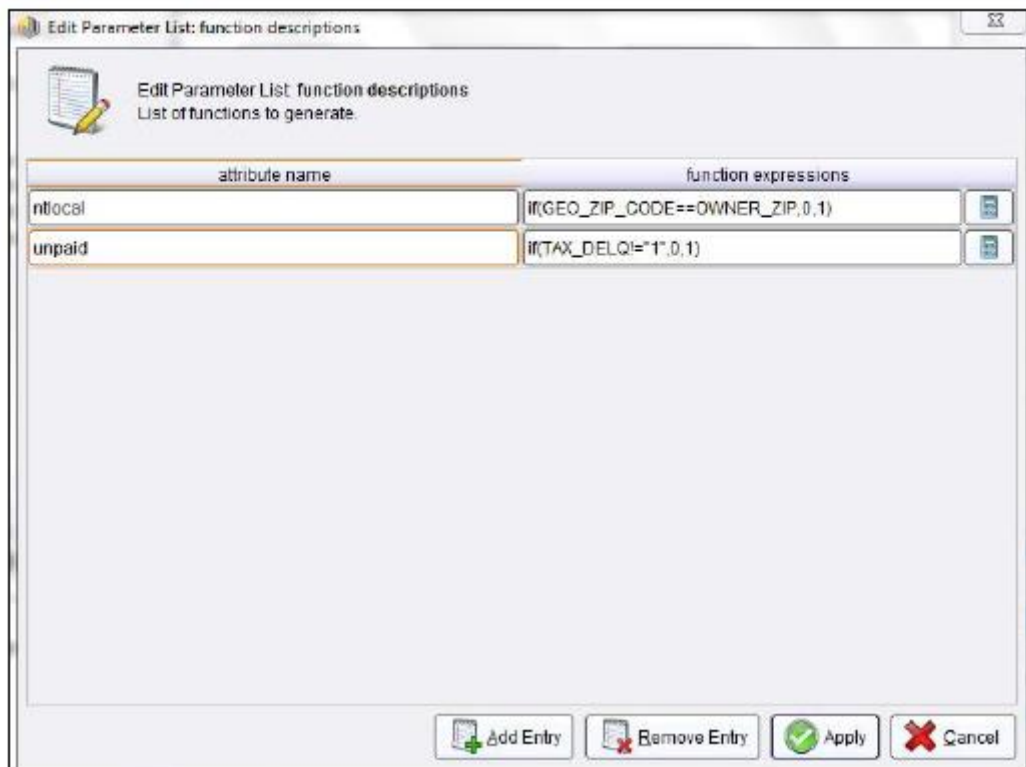 Edit Parameter List: function descriptions
Edit Parameter List: function descriptions
List of functions to generate.
attribute name function expressions
ntlocal if(GEO_ZIP_CODE==OWNER_ZIP,0,1)
unpaid if(TAX_DELQ!="1",0,1)
Add Entry Remove Entry Apply Cancel